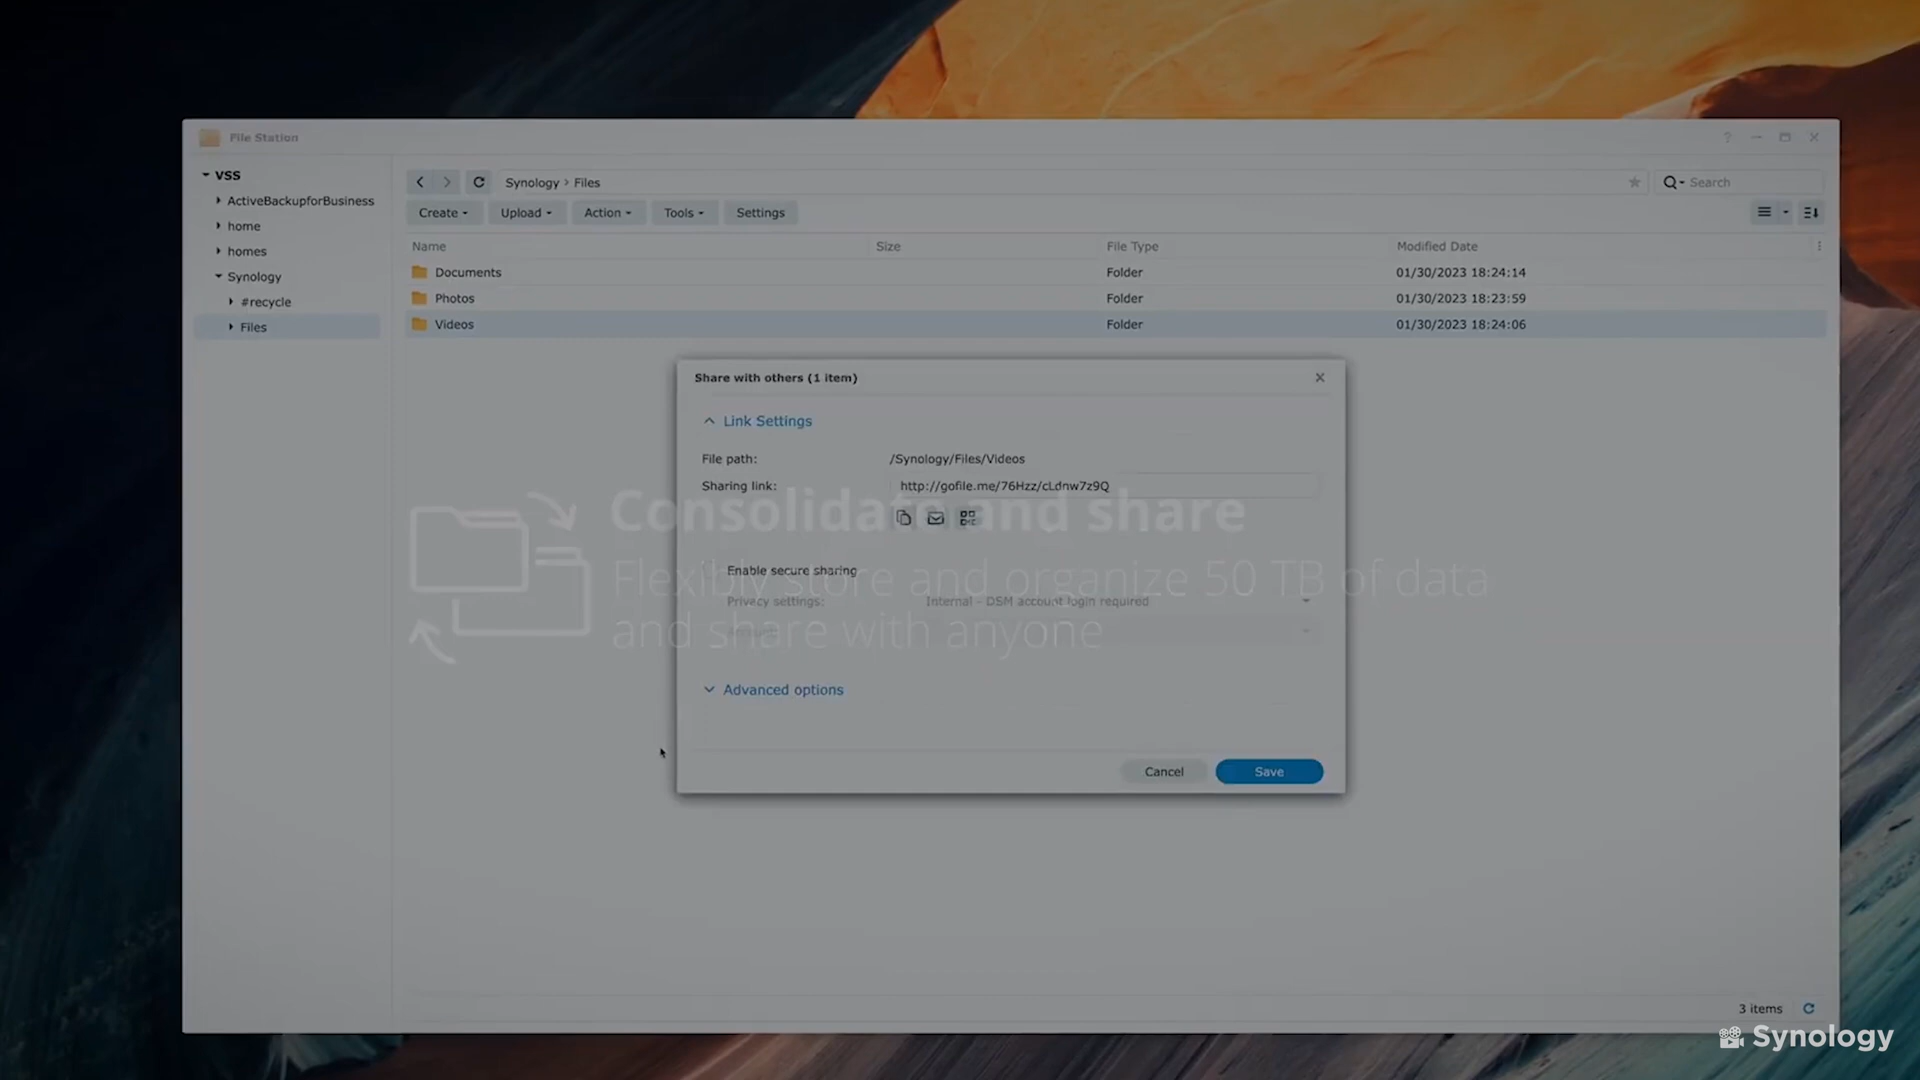 File Station
?
VSS
ActiveBackupforBusiness
home
homes
Synology
#recycle
Files
Synology > Files
Search
Create
Upload
Action
Tools
Settings
Name
Size
File Type
Modified Date
Documents
Folder
01/30/2023 18:24:14
Photos
Folder
01/30/2023 18:23:59
Videos
Folder
01/30/2023 18:24:06
Share with others (1 item)
Link Settings
File path:
/Synology/Files/Videos
Sharing link:
http://gofile.me/76Hzz/cLdnw7z9Q
Consolidate and share
Enable secure sharing
Flexibly store and organize 50 TB of data
Privacy settings:
Internal - DSM account login required
and share with anyone
Advanced options
Cancel
Save
3 items
Synology